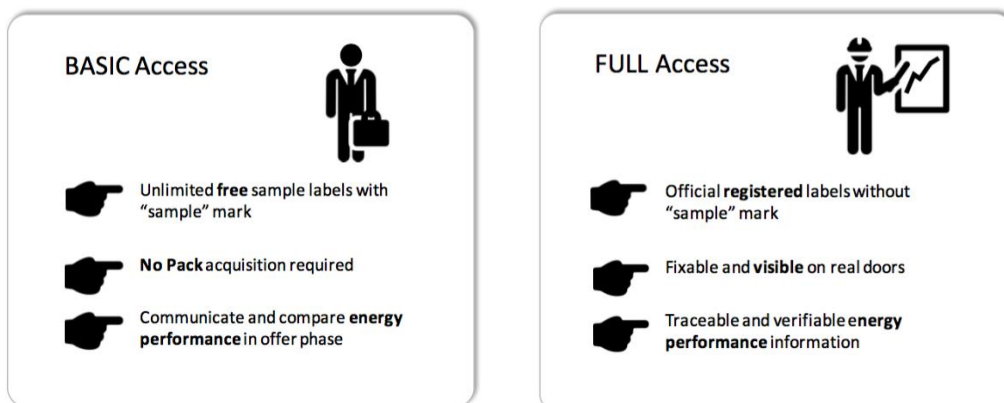 BASIC Access
Unlimited free sample labels with
“sample” mark
No Pack acquisition required
Communicate and compare energy
performance in offer phase
FULL Access
Official registered labels without
“sample” mark
Fixable and visible on real doors
Traceable and verifiable energy
performance information